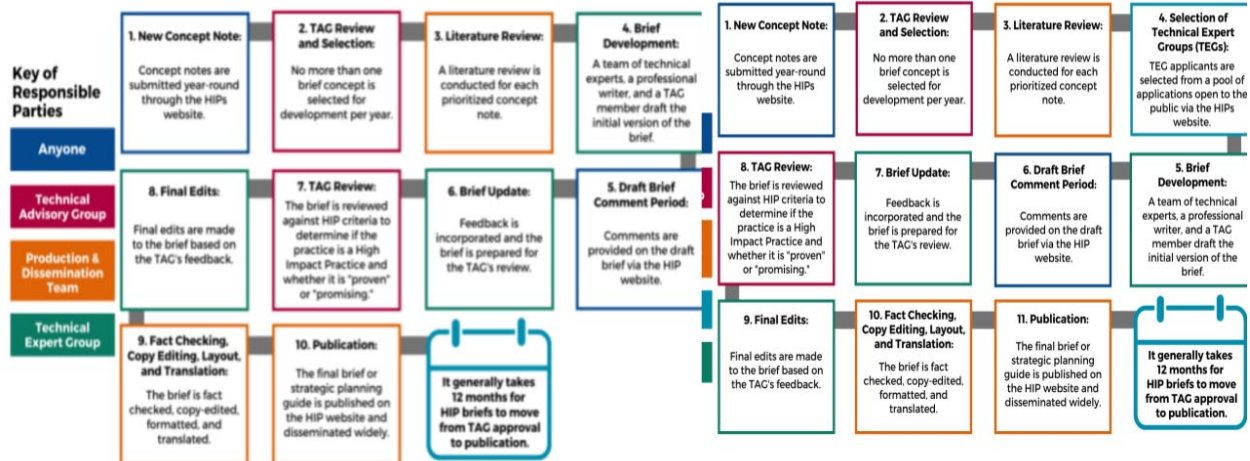 Key of
Responsible
Parties
Anyone
Technical
Advisory Group
Production &
Dissemination
Team
Technical
Expert Group
1. New Concept Note:
Concept notes are
submitted year-round
through the HIPs
website.
2. TAG Review
and Selection:
No more than one
brief concept is
selected for
development per year.
3. Literature Review:
A literature review is
conducted for each
prioritized concept
note.
4. Brief
Development:
A team of technical
experts, a professional
writer, and a TAG
member draft the
initial version of the
brief.
8. Final Edits:
Final edits are made
to the brief based on
the TAG's feedback.
7. TAG Review:
The brief is reviewed
against HIP criteria to
determine if the
practice is a High
Impact Practice and
whether it is "proven"
or "promising."
6. Brief Update:
Feedback is
incorporated and the
brief is prepared for
the TAG's review.
5. Draft Brief
Comment Period:
Comments are
provided on the draft
brief via the HIP
website.
9. Fact Checking,
Copy Editing, Layout,
and Translation:
The brief is fact
checked, copy-edited,
formatted, and
translated.
10. Publication:
The final brief or
strategic planning
guide is published on
the HIP website and
disseminated widely.
It generally takes
12 months for
HIP briefs to move
from TAG approval
to publication.
1. New Concept Note:
Concept notes are
submitted year-round
through the HIPs
website.
2. TAG Review
and Selection:
No more than one
brief concept is
selected for
development per year.
3. Literature Review:
A literature review is
conducted for each
prioritized concept
note.
4. Selection of
Technical Expert
Groups (TEGs):
TEG applicants are
selected from a pool of
applications open to the
public via the HIPs
website.
8. TAG Review:
The brief is reviewed
against HIP criteria to
determine if the
practice is a High
Impact Practice and
whether it is "proven"
or "promising."
7. Brief Update:
Feedback is
incorporated and the
brief is prepared for
the TAG's review.
6. Draft Brief
Comment Period:
Comments are
provided on the draft
brief via the HIP
website.
5. Brief
Development:
A team of technical
experts, a professional
writer, and a TAG
member draft the
initial version of the
brief.
9. Final Edits:
Final edits are made
to the brief based on
the TAG's feedback.
10. Fact Checking,
Copy Editing, Layout,
and Translation:
The brief is fact
checked, copy-edited,
formatted, and
translated.
11. Publication:
The final brief or
strategic planning
guide is published on
the HIP website and
disseminated widely.
It generally takes
12 months for
HIP briefs to move
from TAG approval
to publication.